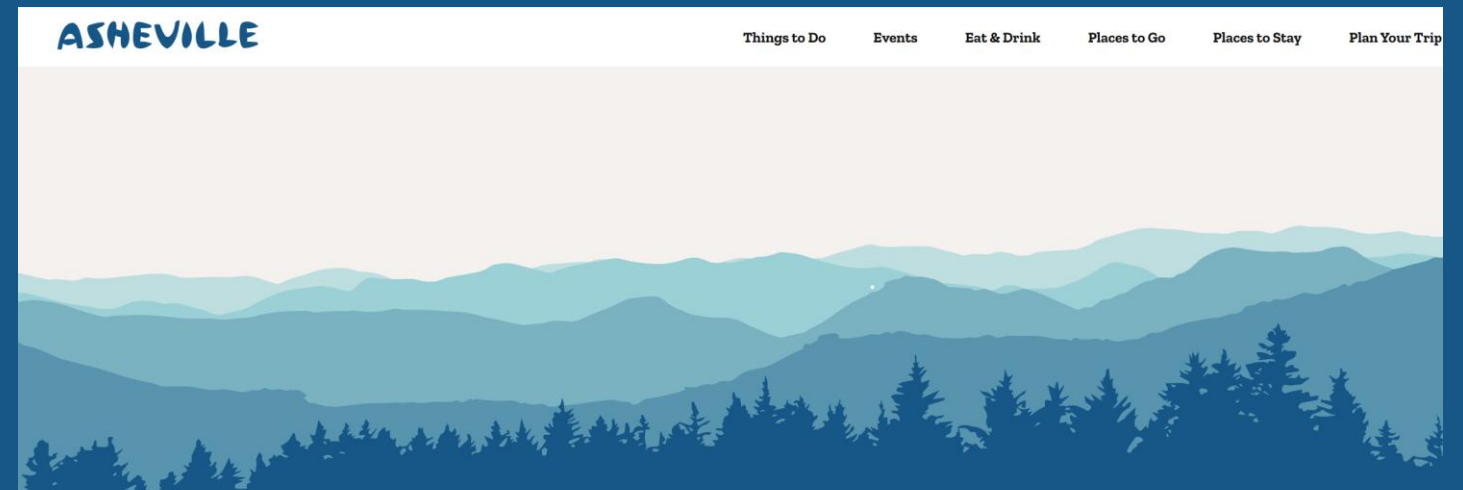 ASHEVILLE Things to Do Events Eat & Drink Places to Go Places to Stay Plan Your Trip